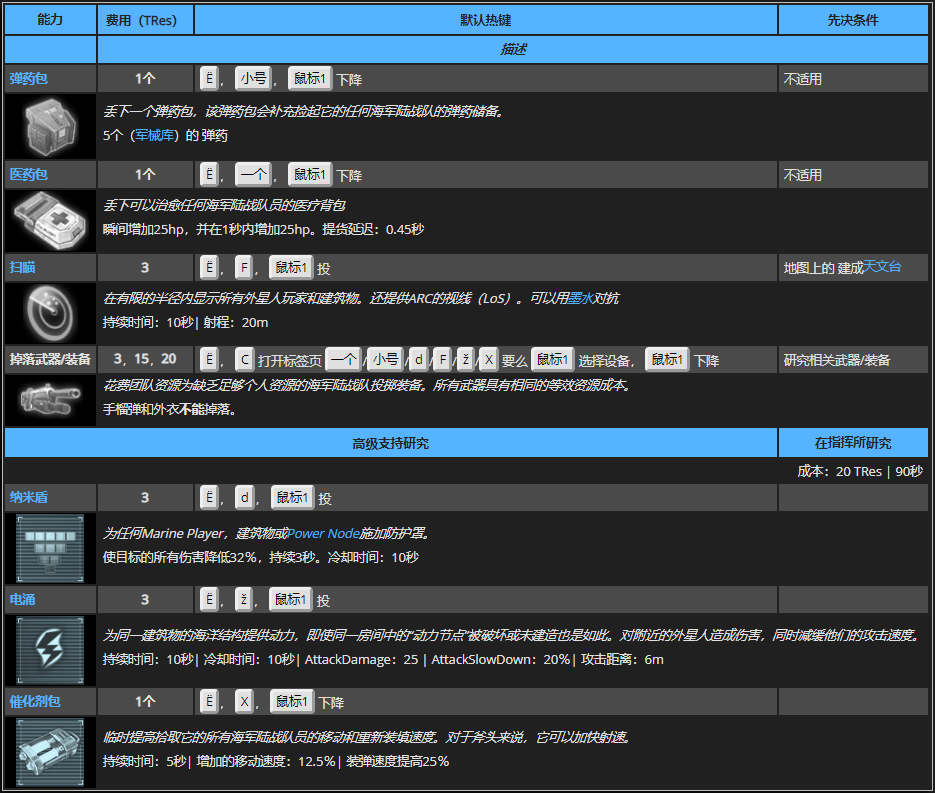 能力 费用（TRes） 默认热键 先决条件
描述
弹药包 1个 Ë， 小号， 鼠标1 下降 不适用
丢下一个弹药包，该弹药包会补充捡起它的任何海军陆战队的弹药储备。
5个（军械库）的 弹药
医药包 1个 Ë， 一个， 鼠标1 下降 不适用
丢下可以治愈任何海军陆战队员的医疗背包
瞬间增加25hp，并在1秒内增加25hp。提货延迟：0.45秒
扫瞄 3 Ë， F， 鼠标1 投 地图上的 建成天文台
在有限的半径内显示所有外星人玩家和建筑物。还提供ARC的视线（LoS）。可以用墨水对抗
持续时间：10秒| 射程：20m
掉落武器/装备 3，15，20 Ë， C 打开标签页 一个/小号/d/F/ž/X 要么 鼠标1 选择设备， 鼠标1 下降 研究相关武器/装备
花费团队资源为缺乏足够个人资源的海军陆战队投掷装备。所有武器具有相同的等效资源成本。
手榴弹和外衣不能掉落。
高级支持研究 在指挥所研究
成本：20 TRes | 90秒
纳米盾 3 Ë， d， 鼠标1 投
为任何Marine Player，建筑物或Power Node施加防护罩。
使目标的所有伤害降低32％，持续3秒。冷却时间：10秒
电涌 3 Ë， ž， 鼠标1 投
为同一建筑物的海洋结构提供动力，即使同一房间中的“动力节点”被破坏或未建造也是如此。对附近的外星人造成伤害，同时减缓他们的攻击速度。
持续时间：10秒| 冷却时间：10秒| AttackDamage：25 | AttackSlowDown：20%| 攻击距离：6m
催化剂包 1个 Ë， X， 鼠标1 下降
临时提高拾取它的所有海军陆战队员的移动和重新装填速度。对于斧头来说，它可以加快射速。
持续时间：5秒| 增加的移动速度：12.5%| 装弹速度提高25%